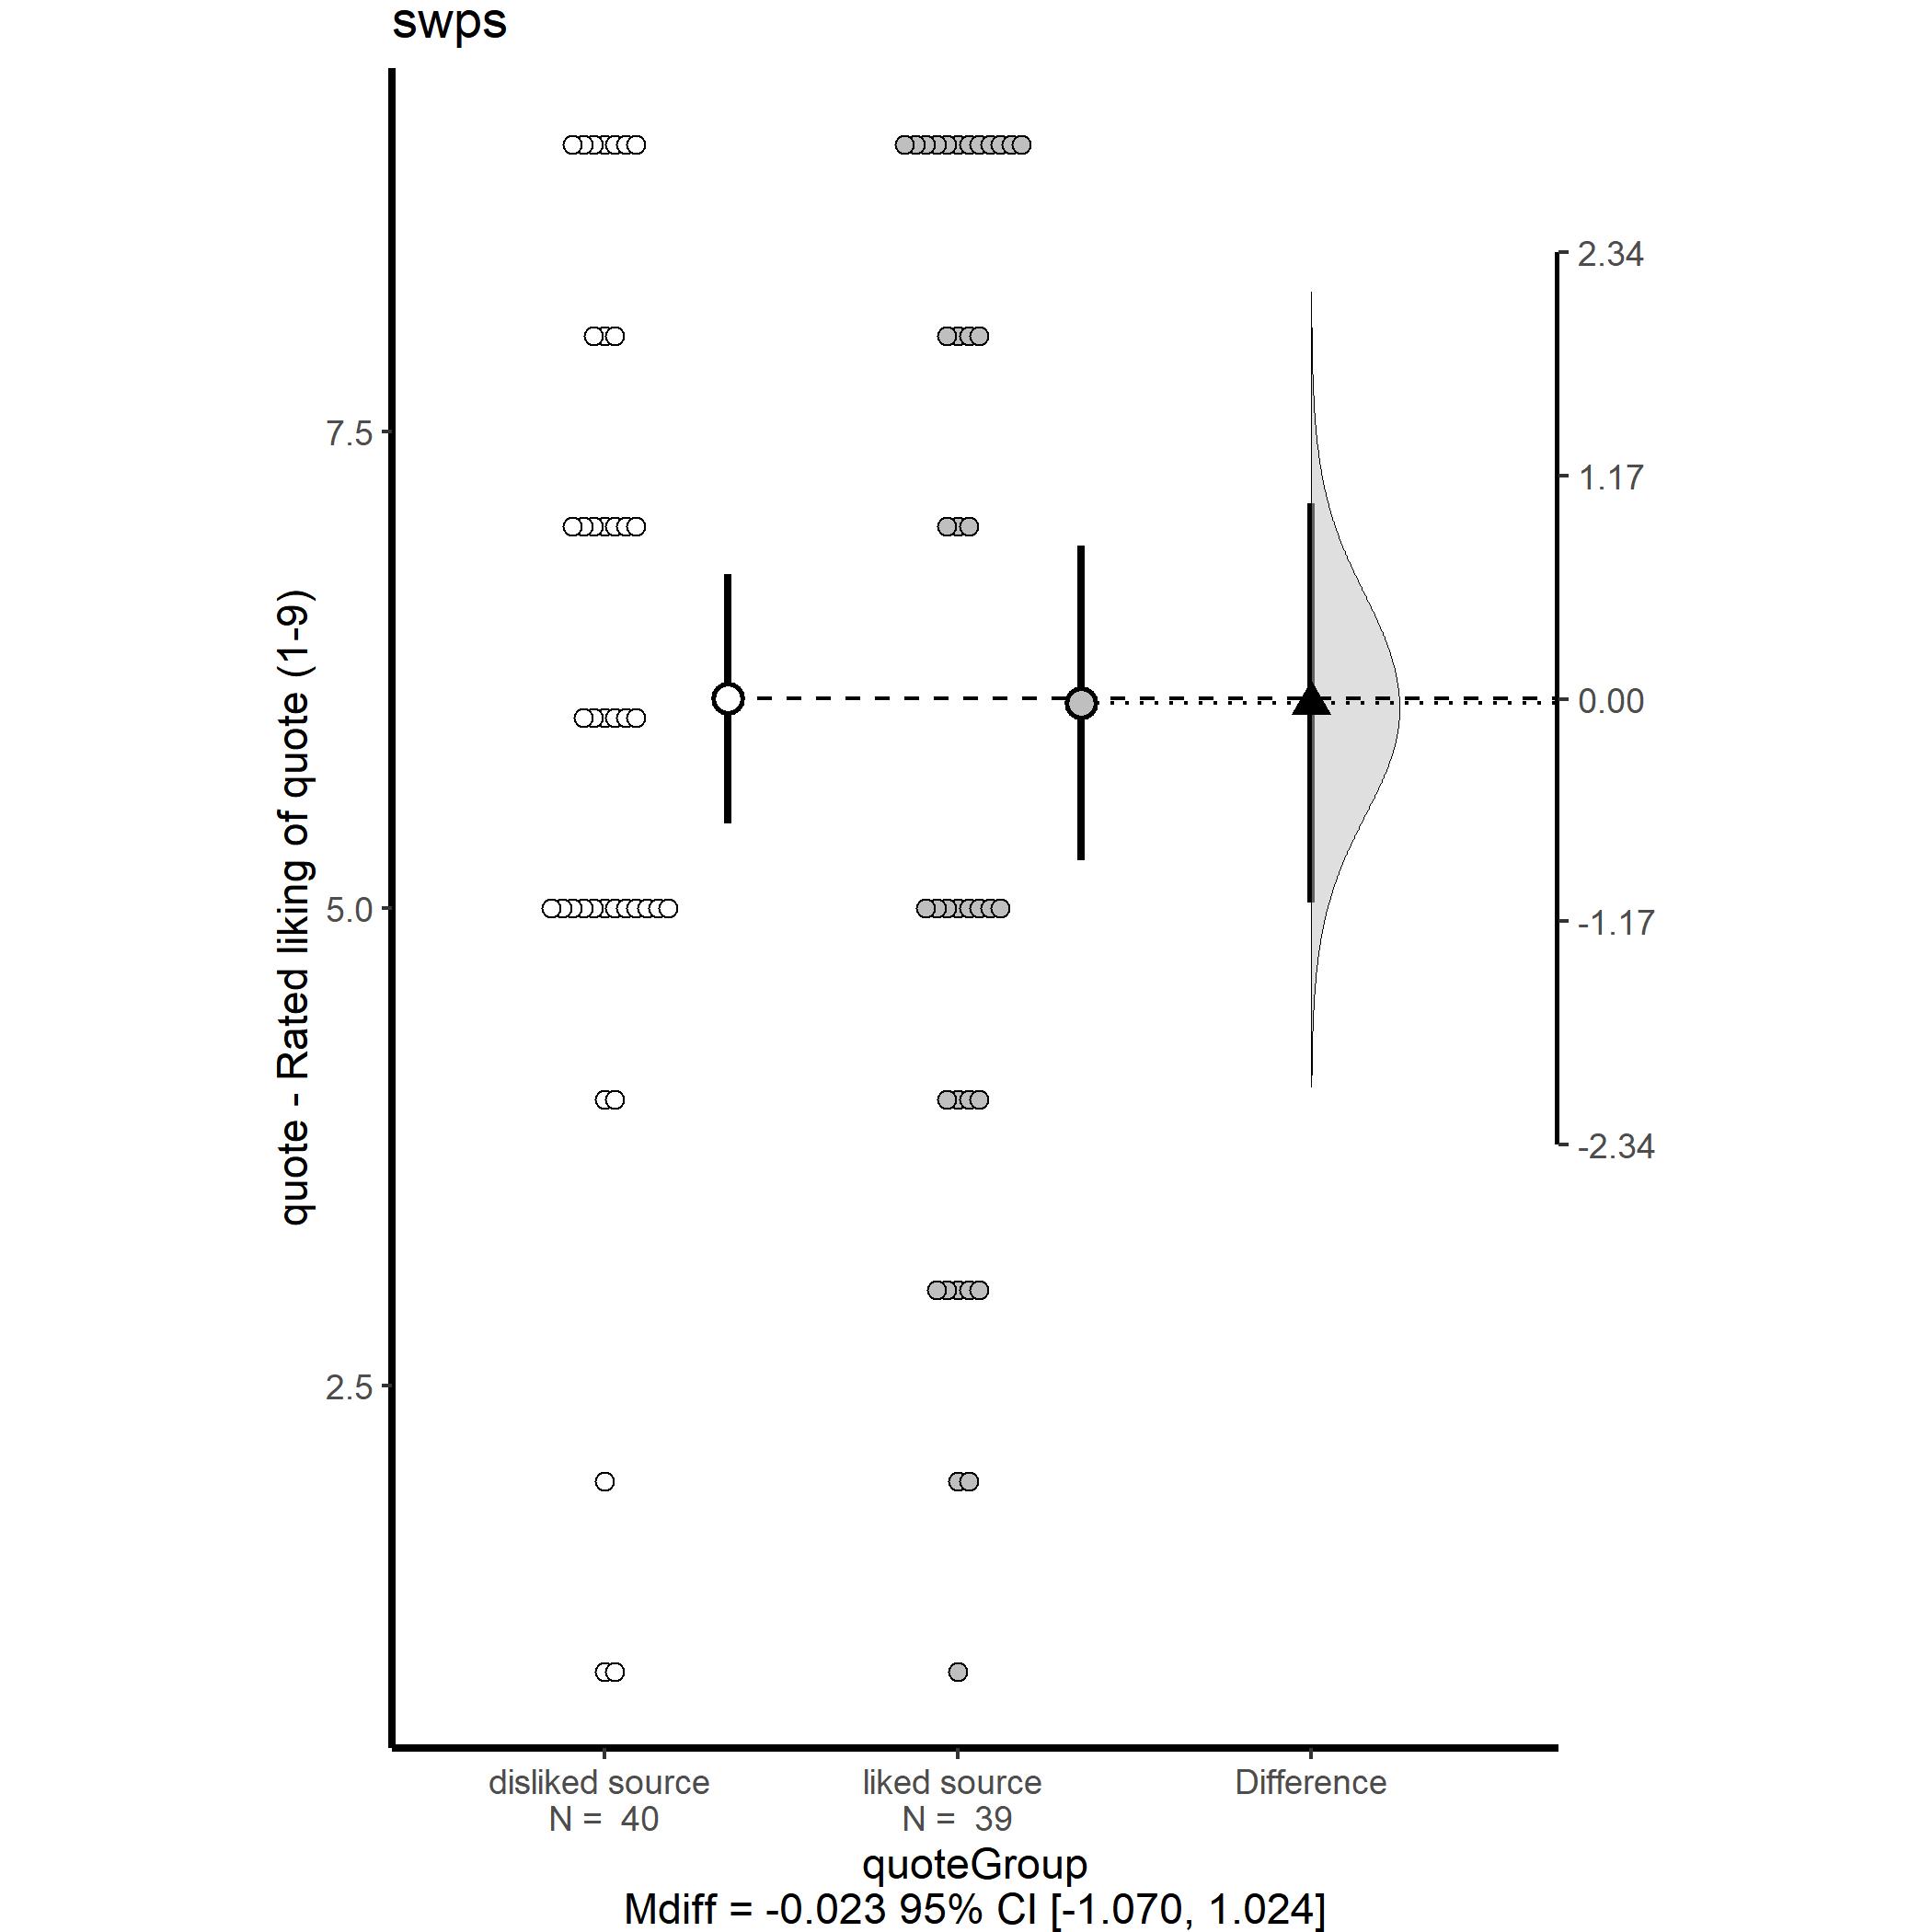 swps
quote - Rated liking of quote (1-9)
7.5
5.0
2.5
2.34
1.17
0.00
-1.17
-2.34
disliked source
N =  40
liked source
N =  39
Difference
quoteGroup
Mdiff = -0.023 95% CI [-1.070, 1.024]